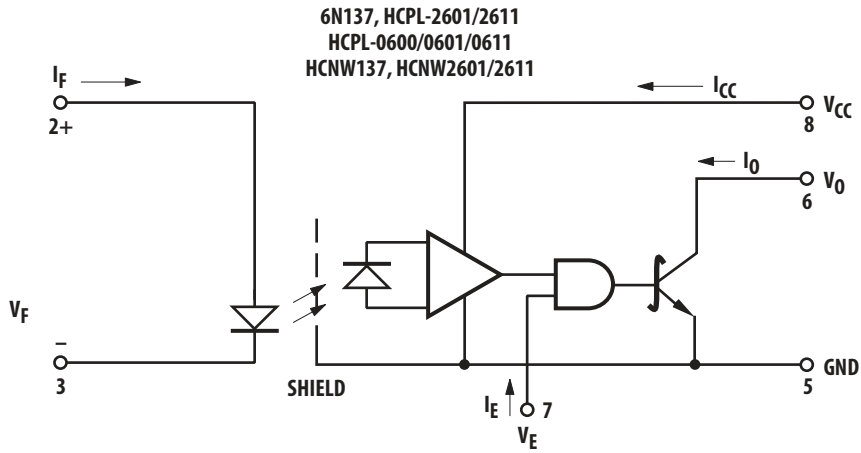 6N137, HCPL-2601/2611
HCPL-0600/0601/0611
HCNW137, HCNW2601/2611
IF
ICC
2+
VCC
8
IO
VO
6
VF
–
3
SHIELD
GND
5
IE
7
VE